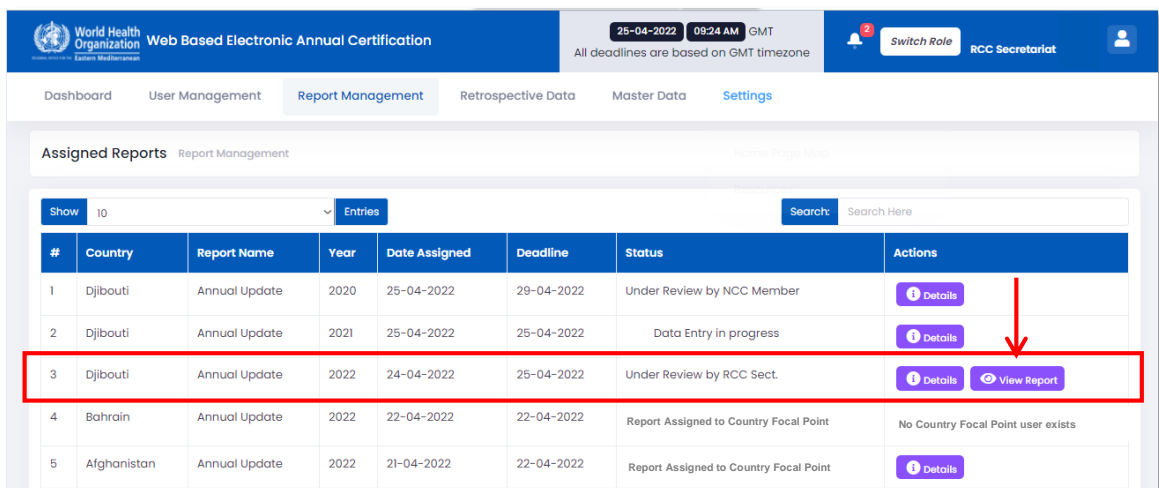 World Health
Organization
Eastern Mediterranean
Web Based Electronic Annual Certification
25-04-2022 09:24 AM GMT
All deadlines are based on GMT timezone
2
Switch Role
RCC Secretariat
Dashboard User Management Report Management Retrospective Data Master Data Settings
Assigned Reports Report Management
Show 10 Entries Search: Search Here
# Country Report Name Year Date Assigned Deadline Status Actions
1 Djibouti Annual Update 2020 25-04-2022 29-04-2022 Under Review by NCC Member Details
2 Djibouti Annual Update 2021 25-04-2022 25-04-2022 Data Entry in progress Details
3 Djibouti Annual Update 2022 24-04-2022 25-04-2022 Under Review by RCC Sect. Details View Report
4 Bahrain Annual Update 2022 22-04-2022 22-04-2022 Report Assigned to Country Focal Point No Country Focal Point user exists
5 Afghanistan Annual Update 2022 21-04-2022 22-04-2022 Report Assigned to Country Focal Point Details